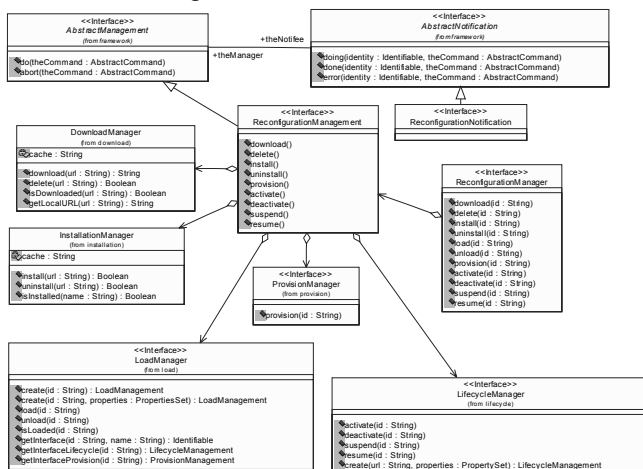 <<Interface>>
AbstractManagement
(from framework)
do(theCommand : AbstractCommand)
abort(theCommand : AbstractCommand)
+theManager
+theNotifee
<<Interface>>
AbstractNotification
(from framework)
doing(identity : Identifiable, theCommand : AbstractCommand)
done(identity : Identifiable, theCommand : AbstractCommand)
error(identity : Identifiable, theCommand : AbstractCommand)
<<Interface>>
ReconfigurationManagement
download()
delete()
install()
uninstall()
provision()
activate()
deactivate()
suspend()
resume()
<<Interface>>
ReconfigurationNotification
DownloadManager
(from download)
cache : String
download(url : String) : String
delete(url : String) : Boolean
isDownloaded(url : String) : Boolean
getLocalURL(url : String) : String
<<Interface>>
ReconfigurationManager
download(id : String)
delete(id : String)
install(id : String)
uninstall(id : String)
load(id : String)
unload(id : String)
provision(id : String)
activate(id : String)
deactivate(id : String)
suspend(id : String)
resume(id : String)
InstallationManager
(from installation)
cache : String
install(url : String) : Boolean
uninstall(url : String) : Boolean
isInstalled(name : String) : Boolean
<<Interface>>
ProvisionManager
(from provision)
provision(id : String)
<<Interface>>
LoadManager
(from load)
create(id : String) : LoadManagement
create(id : String, properties : PropertiesSet) : LoadManagement
load(id : String)
unload(id : String)
isLoaded(id : String)
getInterface(id : String, name : String) : Identifiable
getInterfaceLifecycle(id : String) : LifecycleManagement
getInterfaceProvision(id : String) : ProvisionManagement
<<Interface>>
LifecycleManager
(from lifecycle)
activate(id : String)
deactivate(id : String)
suspend(id : String)
resume(id : String)
create(url : String, properties : PropertySet) : LifecycleManagement